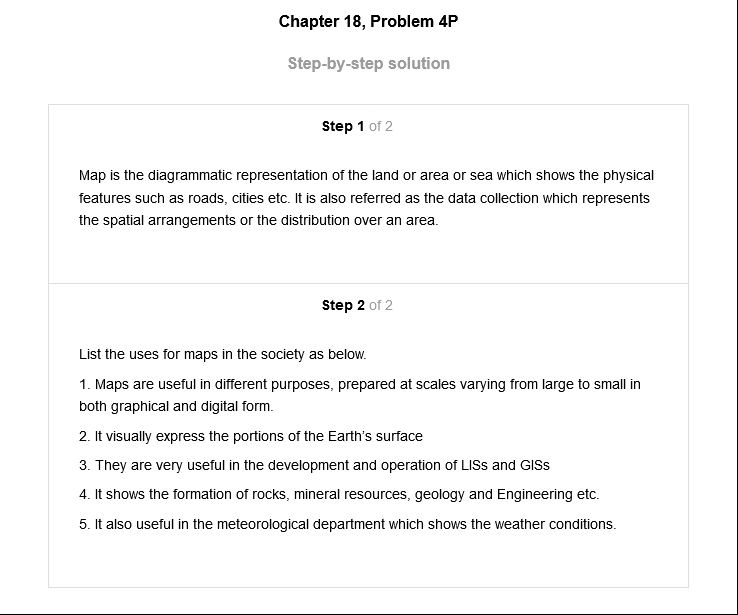 Chapter 18, Problem 4P
Step-by-step solution
Step 1 of 2
Map is the diagrammatic representation of the land or area or sea which shows the physical
features such as roads, cities etc. It is also referred as the data collection which represents
the spatial arrangements or the distribution over an area.
Step 2 of 2
List the uses for maps in the society as below.
1. Maps are useful in different purposes, prepared at scales varying from large to small in
both graphical and digital form.
2. It visually express the portions of the Earth's surface
3. They are very useful in the development and operation of LISs and GISs
4. It shows the formation of rocks, mineral resources, geology and Engineering etc.
5. It also useful in the meteorological department which shows the weather conditions.